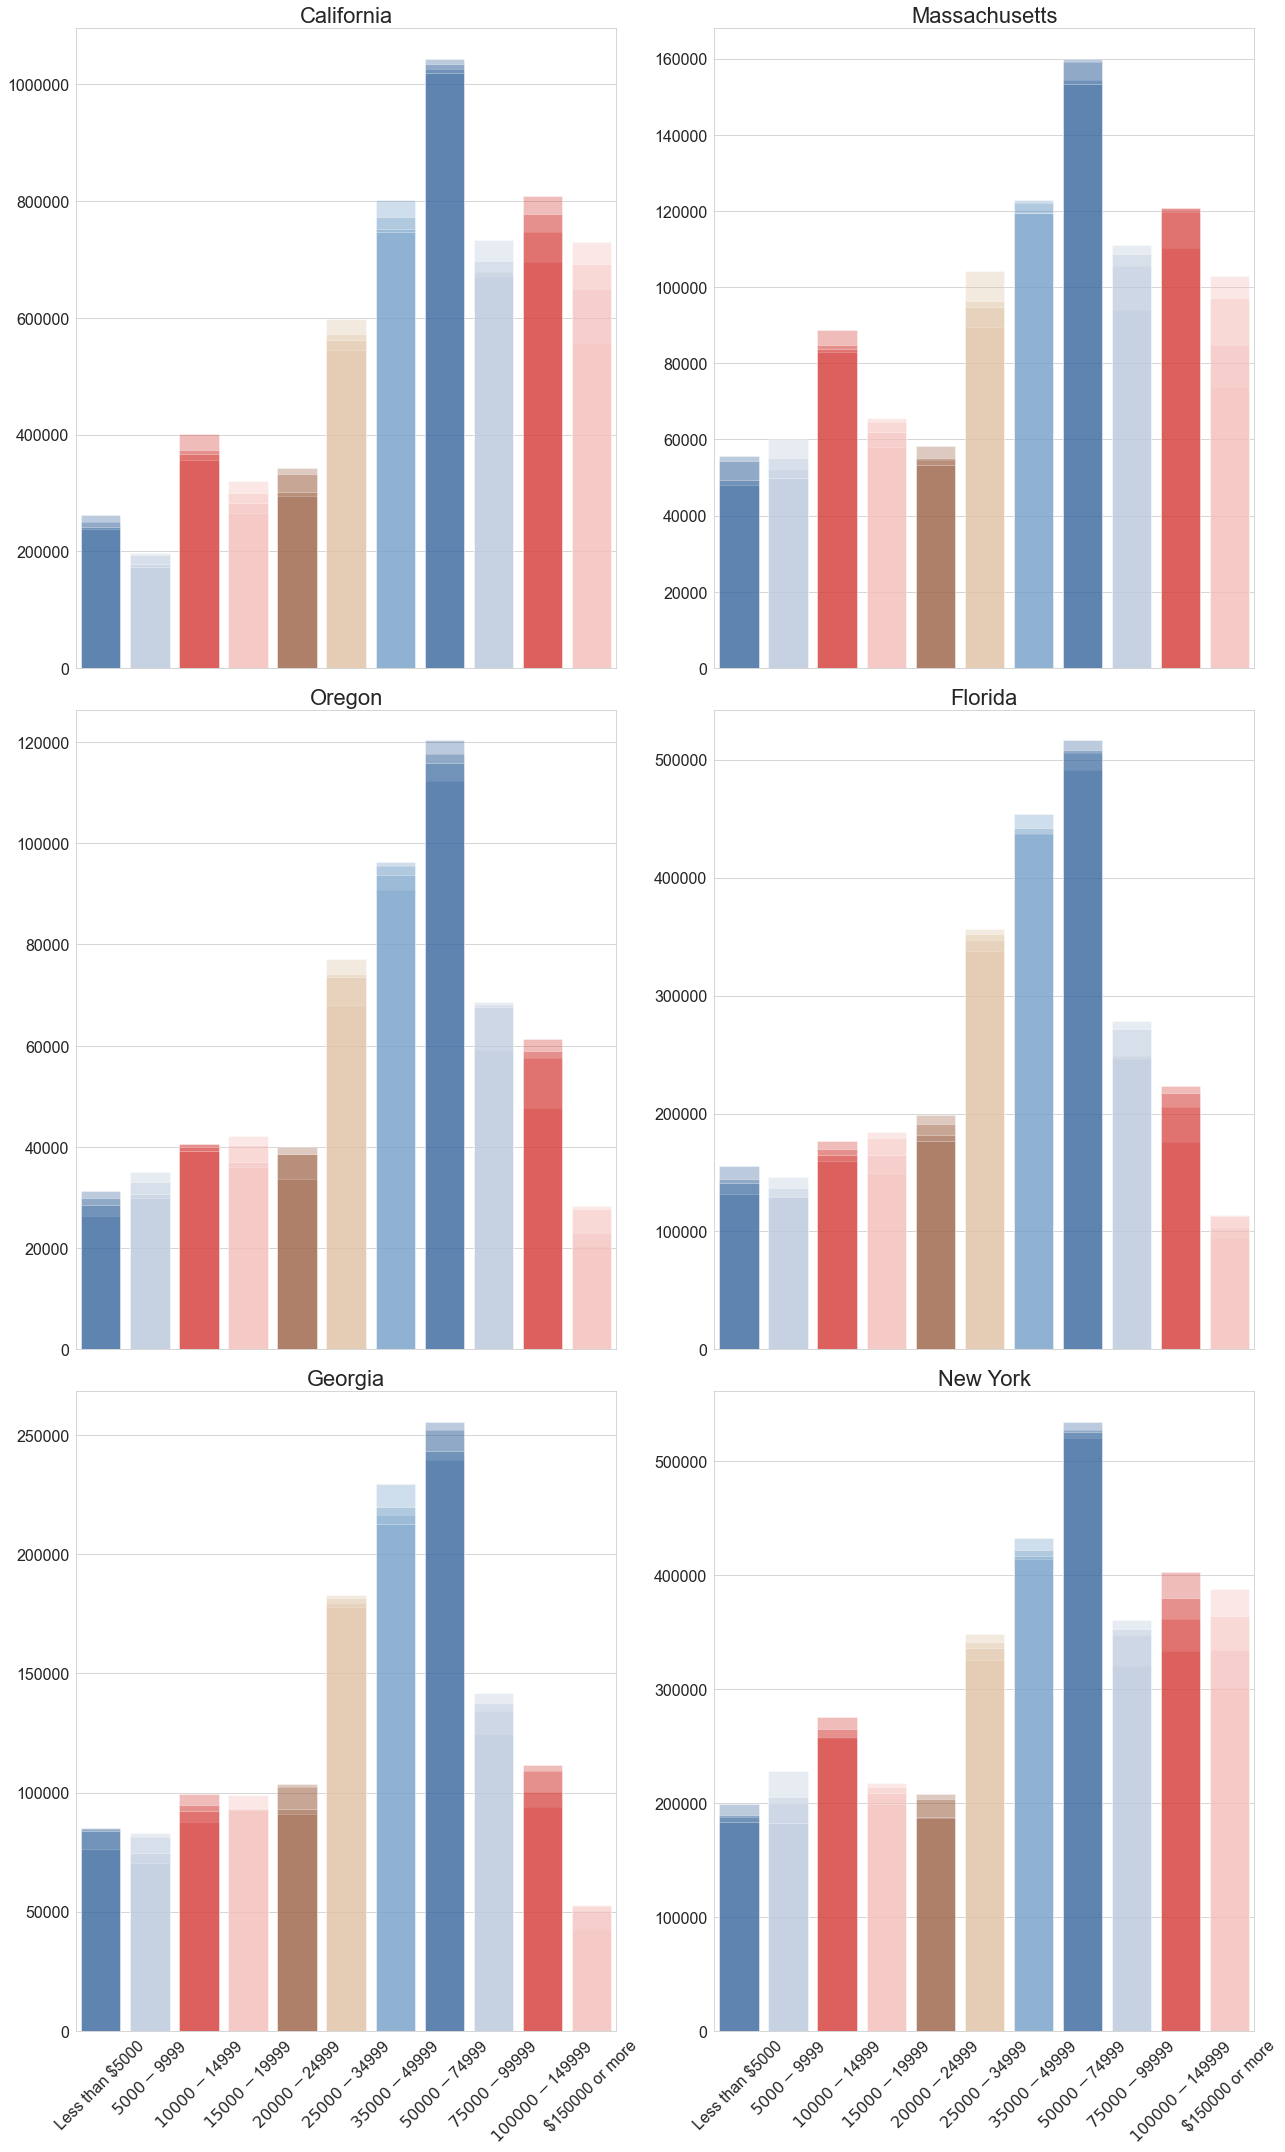 California
Massachusetts
1000000
800000
600000
400000
200000
0
160000
140000
120000
100000
80000
60000
40000
20000
0
Oregon
Florida
120000
100000
80000
60000
40000
20000
0
500000
400000
300000
200000
100000
0
Georgia
New York
250000
200000
150000
100000
50000
0
500000
400000
300000
200000
100000
0
Less than $5000
5000 – 9999
10000 – 14999
15000 – 19999
20000 – 24999
25000 – 34999
35000 – 49999
50000 – 74999
75000 – 99999
100000 – 149999
$150000 or more
Less than $5000
5000 – 9999
10000 – 14999
15000 – 19999
20000 – 24999
25000 – 34999
35000 – 49999
50000 – 74999
75000 – 99999
100000 – 149999
$150000 or more